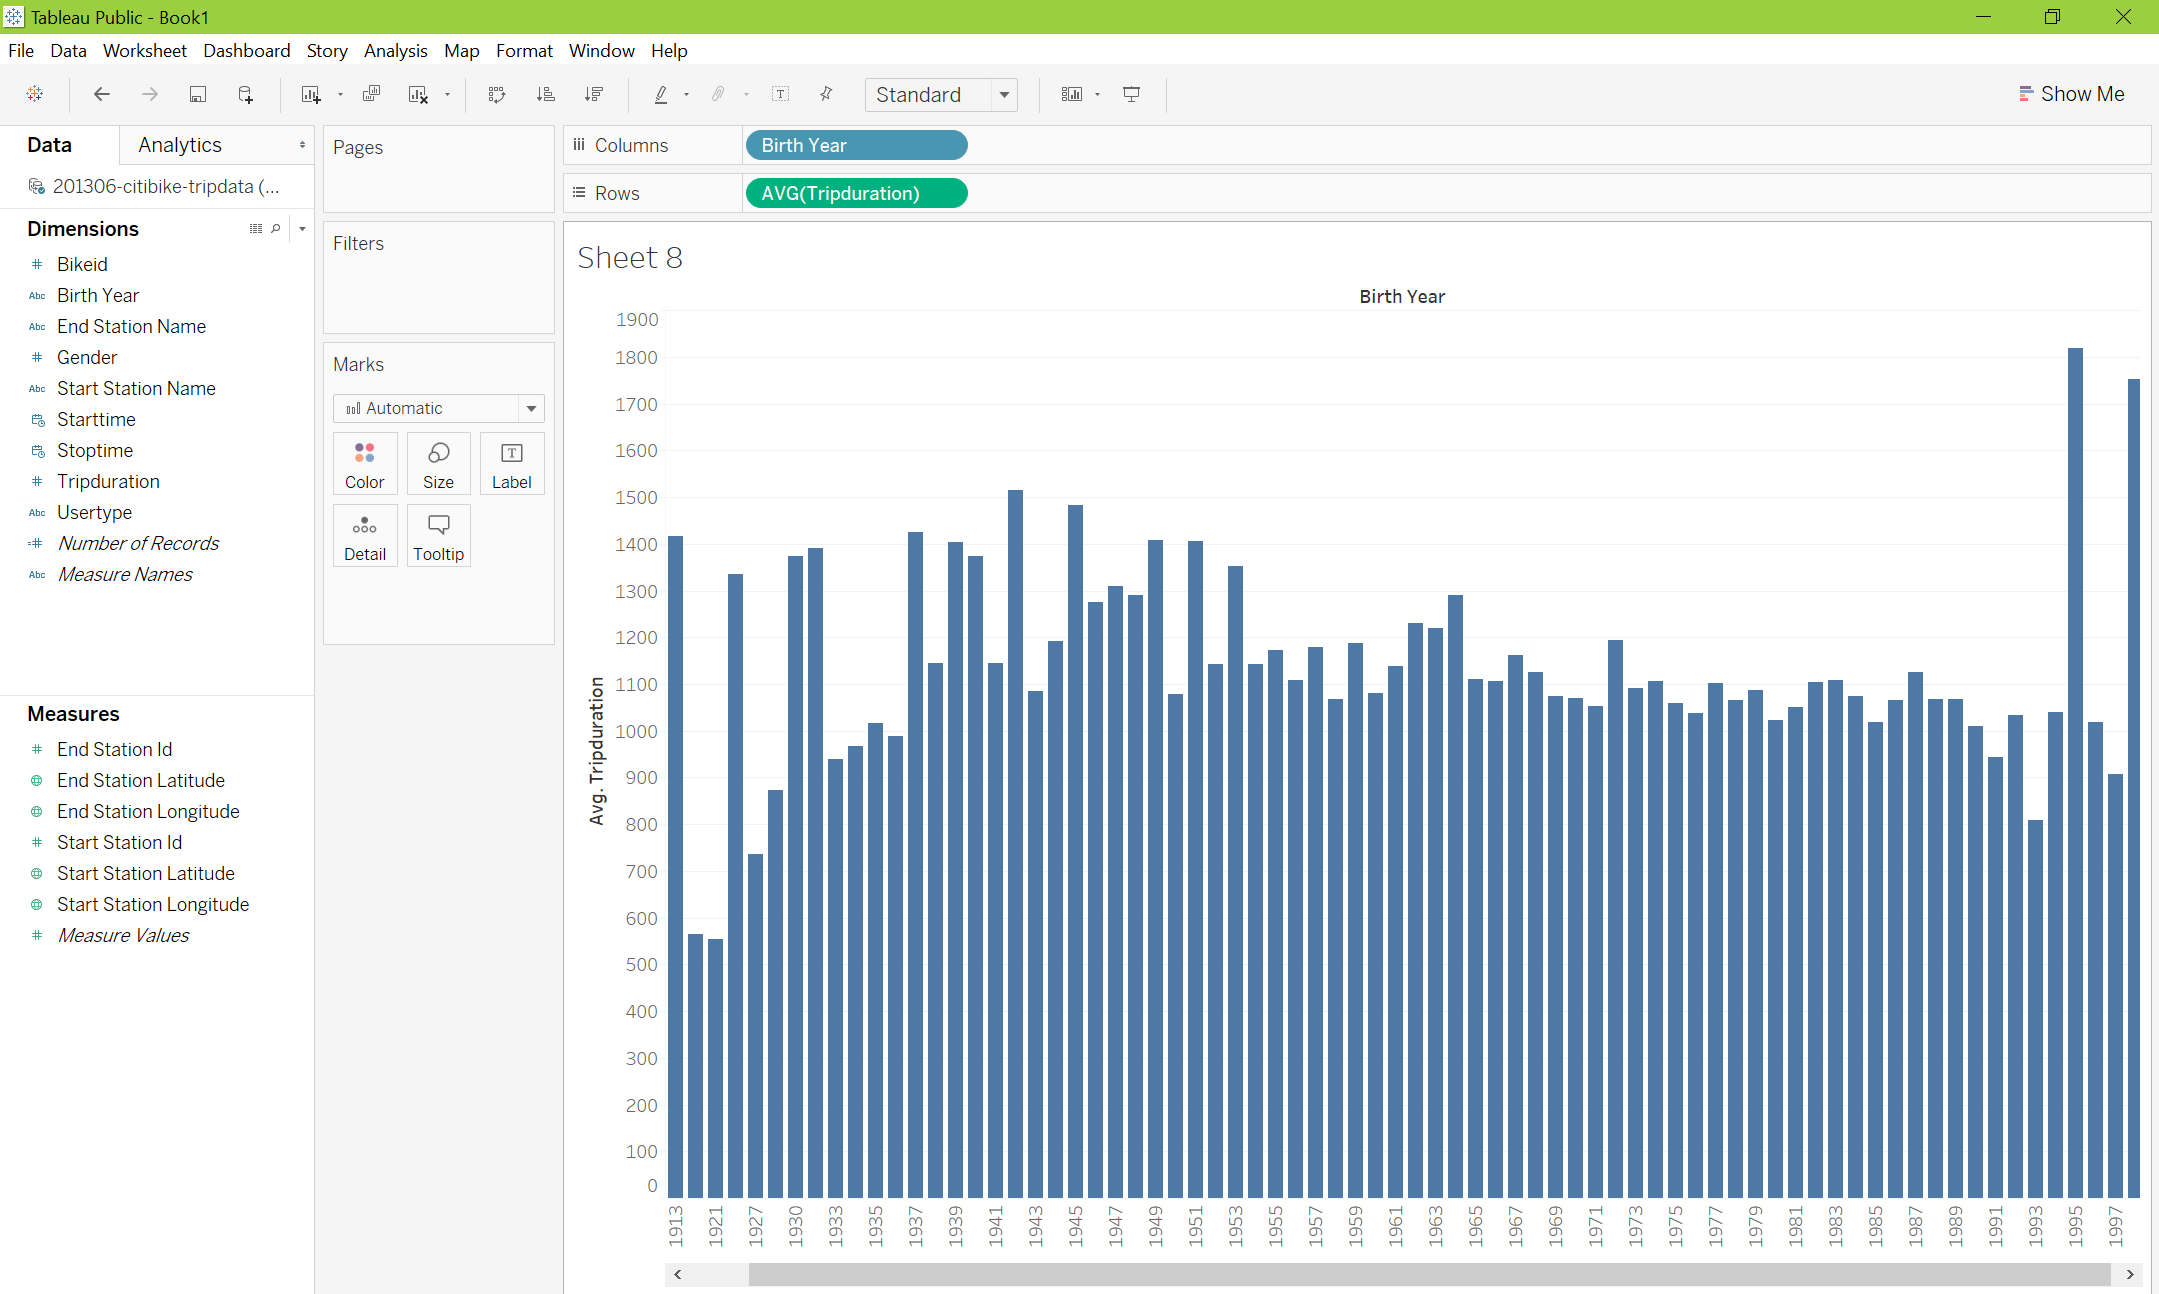 Tableau Public - Book1
File Data Worksheet Dashboard Story Analysis Map Format Window Help
Standard
Show Me
Data Analytics
201306-citibike-tripdata (...
Dimensions
# Bikeid
Abc Birth Year
Abc End Station Name
# Gender
Abc Start Station Name
Starttime
Stoptime
# Tripduration
Abc Usertype
=# Number of Records
Abc Measure Names
Measures
# End Station Id
End Station Latitude
End Station Longitude
# Start Station Id
Start Station Latitude
Start Station Longitude
# Measure Values
Pages
Filters
Marks
Automatic
Color Size Label
Detail Tooltip
Columns Birth Year
Rows AVG(Tripduration)
Sheet 8
Birth Year
Avg. Tripduration
1900
1800
1700
1600
1500
1400
1300
1200
1100
1000
900
800
700
600
500
400
300
200
100
0
1913 1921 1927 1930 1933 1935 1937 1939 1941 1943 1945 1947 1949 1951 1953 1955 1957 1959 1961 1963 1965 1967 1969 1971 1973 1975 1977 1979 1981 1983 1985 1987 1989 1991 1993 1995 1997